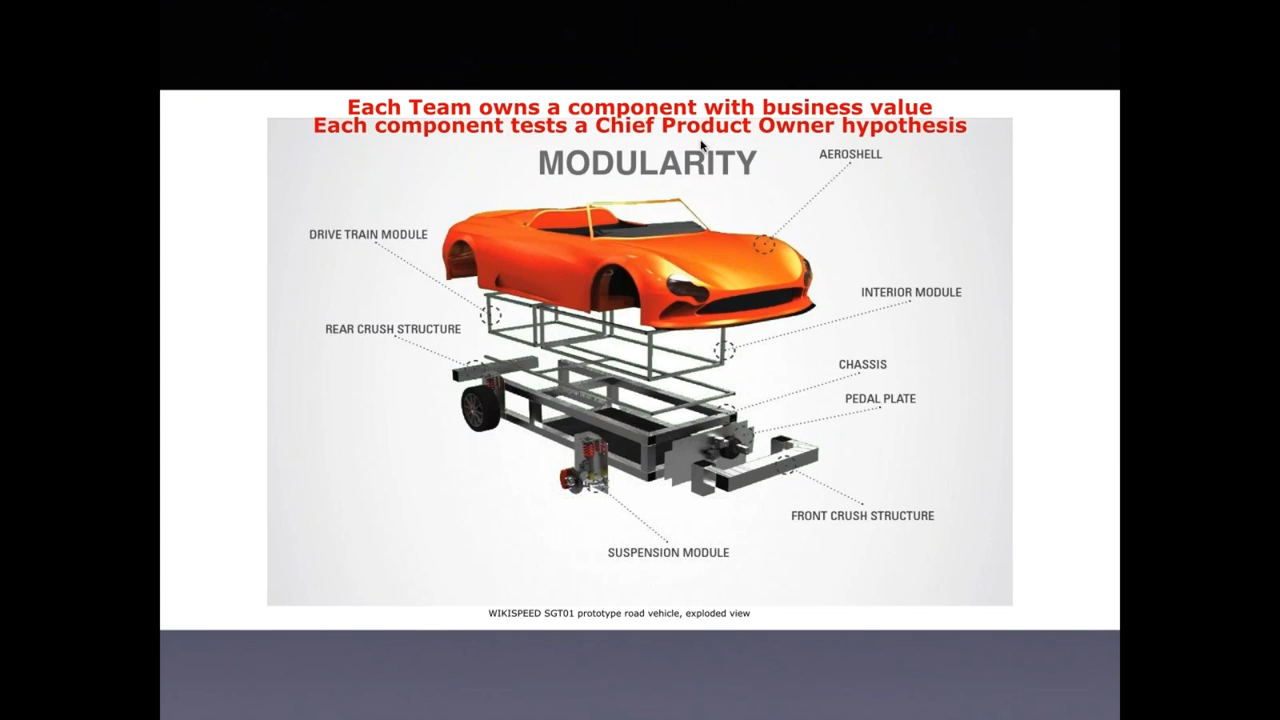 Each Team owns a component with business value
Each component tests a Chief Product Owner hypothesis
MODULARITY
AEROSHELL
DRIVE TRAIN MODULE
INTERIOR MODULE
REAR CRUSH STRUCTURE
CHASSIS
PEDAL PLATE
FRONT CRUSH STRUCTURE
SUSPENSION MODULE
WIKISPEED SGT01 prototype road vehicle, exploded view